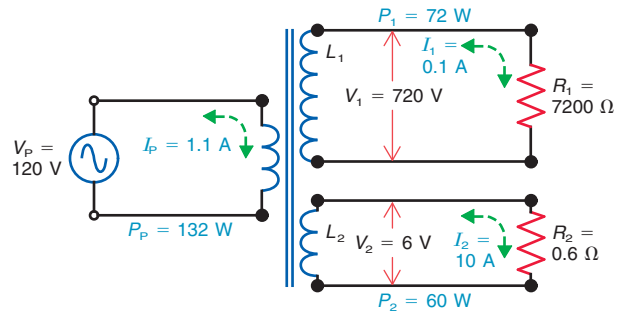 P₁ = 72 W
L₁
I₁ =
0.1 A
V₁ = 720 V
R₁ =
7200 Ω
V_P =
120 V
I_P = 1.1 A
P_P = 132 W
L₂
V₂ = 6 V
I₂ =
10 A
R₂ =
0.6 Ω
P₂ = 60 W